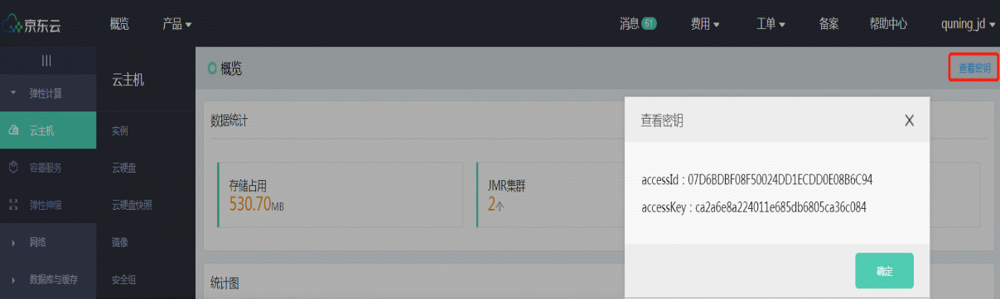 京东云 概览 产品 消息 61 费用 工单 备案 帮助中心 quning_jd
弹性计算
云主机
容器服务
弹性伸缩
网络
数据库与缓存
云主机
实例
云硬盘
云硬盘快照
镜像
安全组
概览 查看密钥
数据统计
存储占用
530.70MB
JMR集群
2个
统计图
查看密钥 X
accessId : 07D6BDBF08F50024DD1ECDD0E08B6C94
accessKey : ca2a6e8a224011e685db6805ca36c084
确定